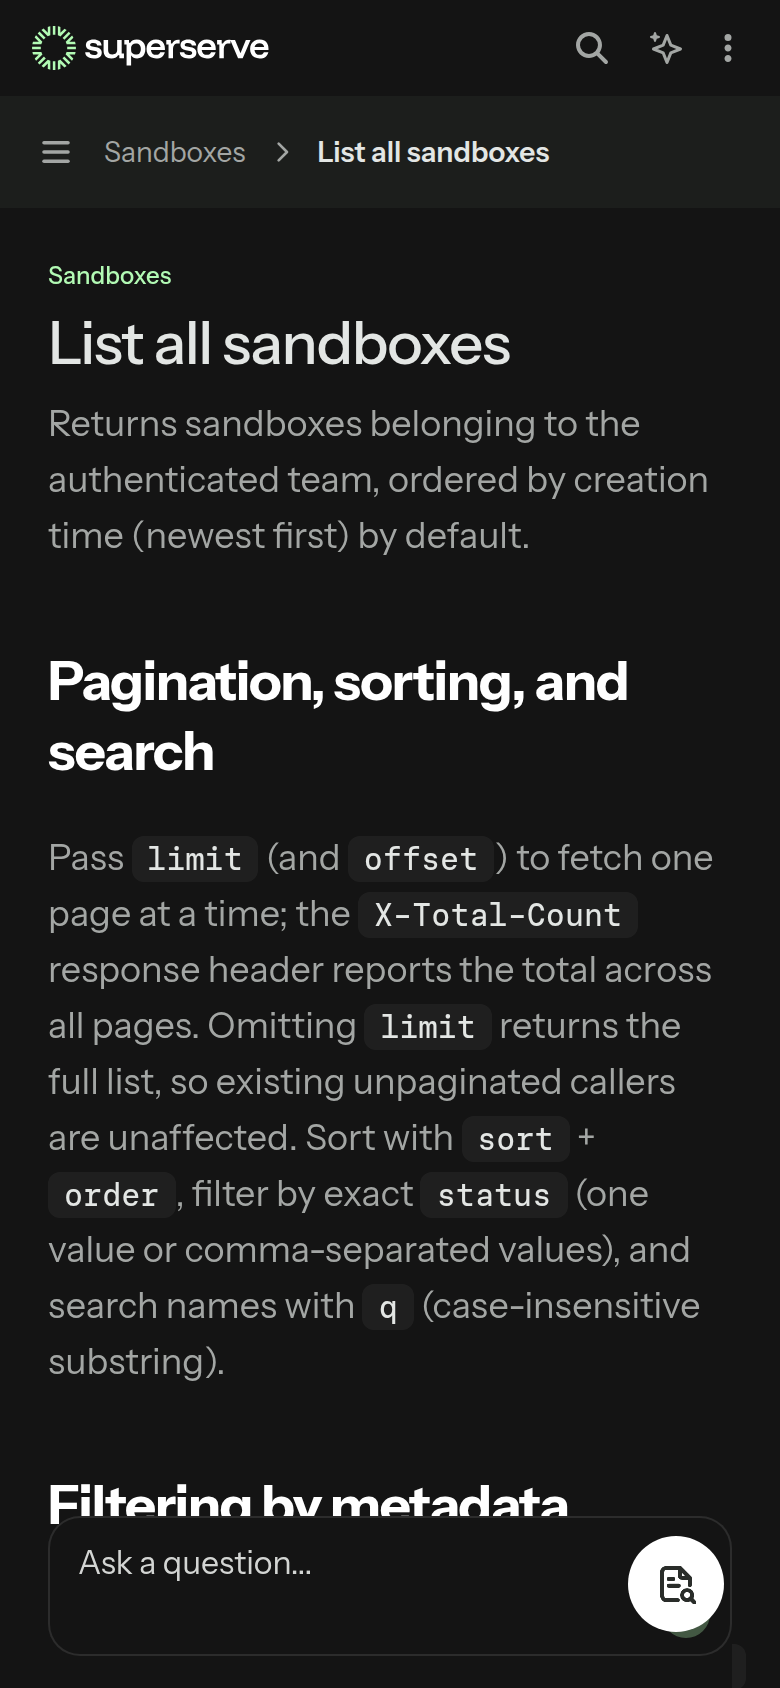 superserve
Sandboxes > List all sandboxes
Sandboxes
List all sandboxes
Returns sandboxes belonging to the
authenticated team, ordered by creation
time (newest first) by default.
Pagination, sorting, and
search
Pass limit (and offset) to fetch one
page at a time; the X-Total-Count
response header reports the total across
all pages. Omitting limit returns the
full list, so existing unpaginated callers
are unaffected. Sort with sort +
order, filter by exact status (one
value or comma-separated values), and
search names with q (case-insensitive
substring).
Filtering by metadata
Ask a question...